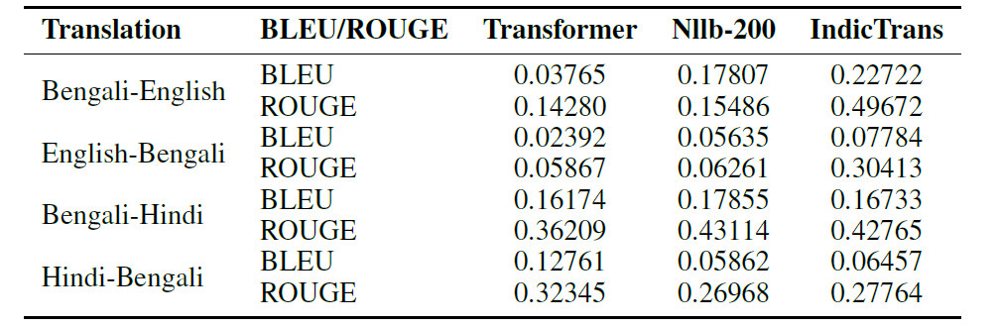 Translation BLEU/ROUGE Transformer Nllb-200 IndicTrans
Bengali-English BLEU 0.03765 0.17807 0.22722
ROUGE 0.14280 0.15486 0.49672
English-Bengali BLEU 0.02392 0.05635 0.07784
ROUGE 0.05867 0.06261 0.30413
Bengali-Hindi BLEU 0.16174 0.17855 0.16733
ROUGE 0.36209 0.43114 0.42765
Hindi-Bengali BLEU 0.12761 0.05862 0.06457
ROUGE 0.32345 0.26968 0.27764